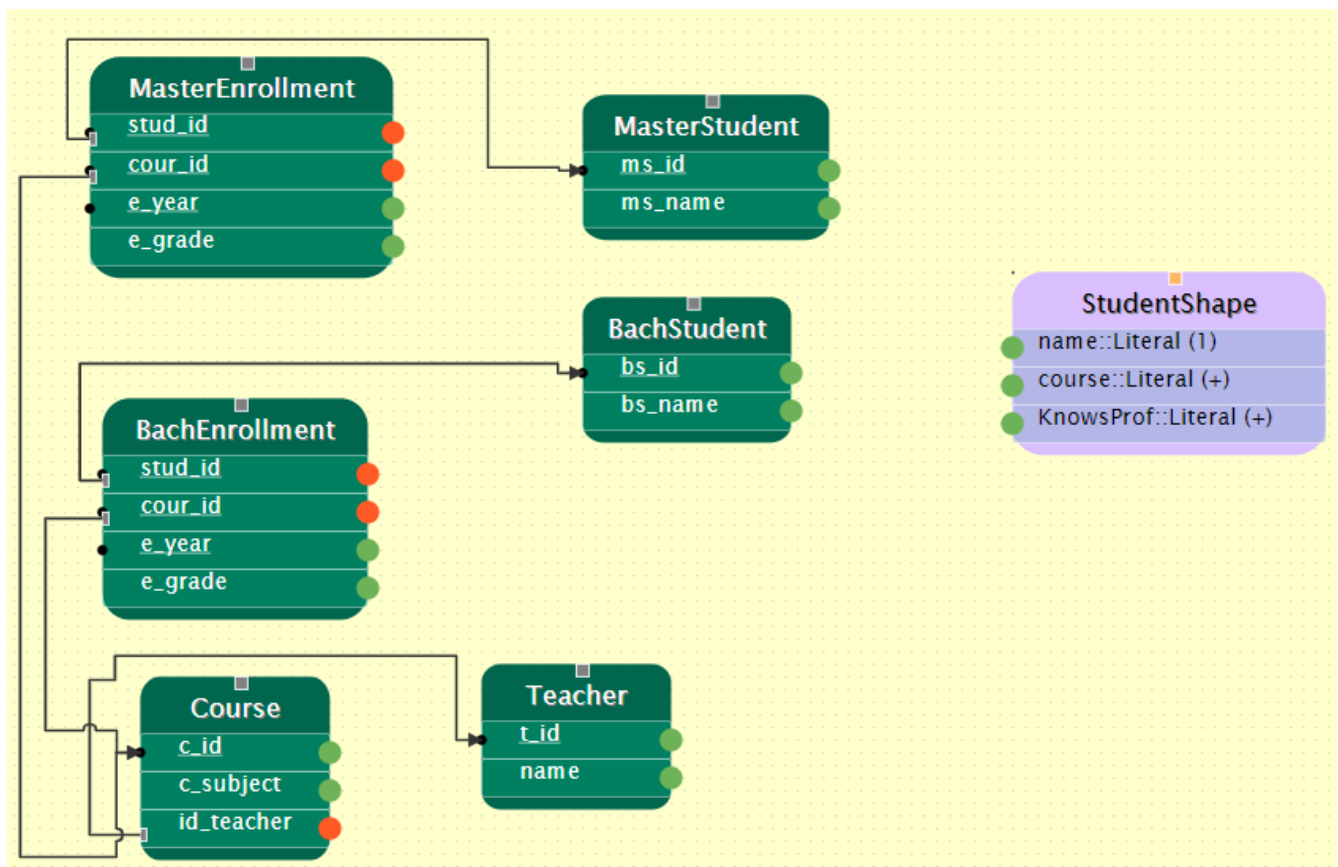 MasterEnrollment
stud_id
cour_id
e_year
e_grade
MasterStudent
ms_id
ms_name
BachStudent
bs_id
bs_name
StudentShape
name::Literal (1)
course::Literal (+)
KnowsProf::Literal (+)
BachEnrollment
stud_id
cour_id
e_year
e_grade
Course
c_id
c_subject
id_teacher
Teacher
t_id
name